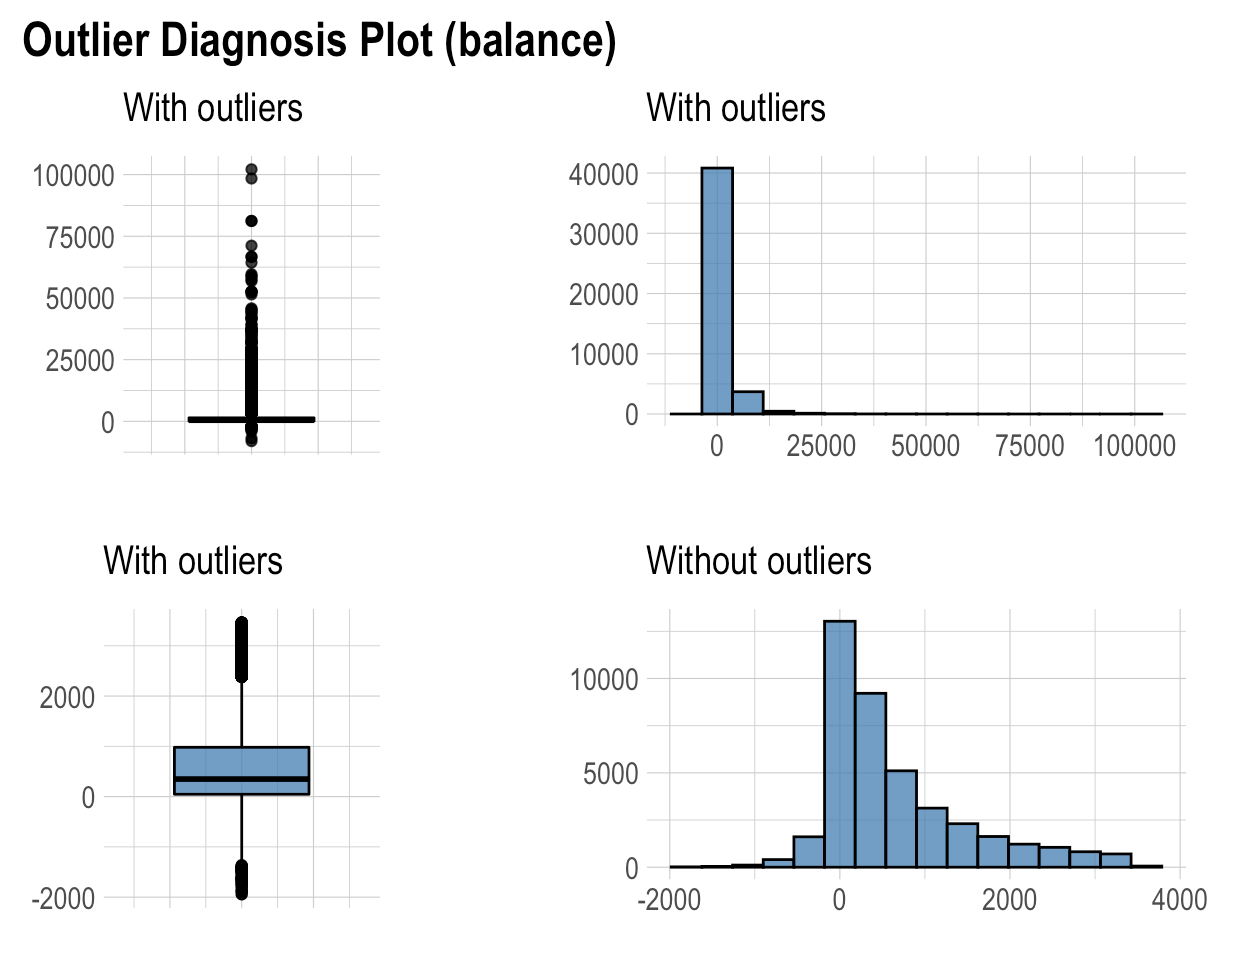 Outlier Diagnosis Plot (balance)
With outliers
100000
75000
50000
25000
0
With outliers
40000
30000
20000
10000
0
0 25000 50000 75000 100000
With outliers
2000
0
-2000
Without outliers
10000
5000
0
-2000 0 2000 4000